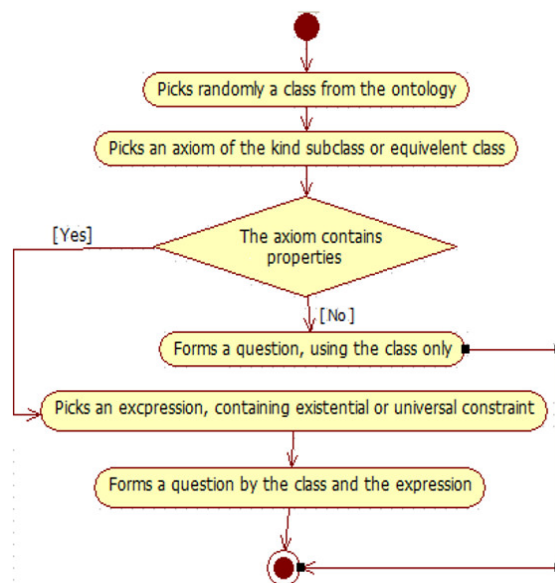 Picks randomly a class from the ontology
Picks an axiom of the kind subclass or equivelent class
[Yes]
The axiom contains
properties
[No]
Forms a question, using the class only
Picks an excpression, containing existential or universal constraint
Forms a question by the class and the expression